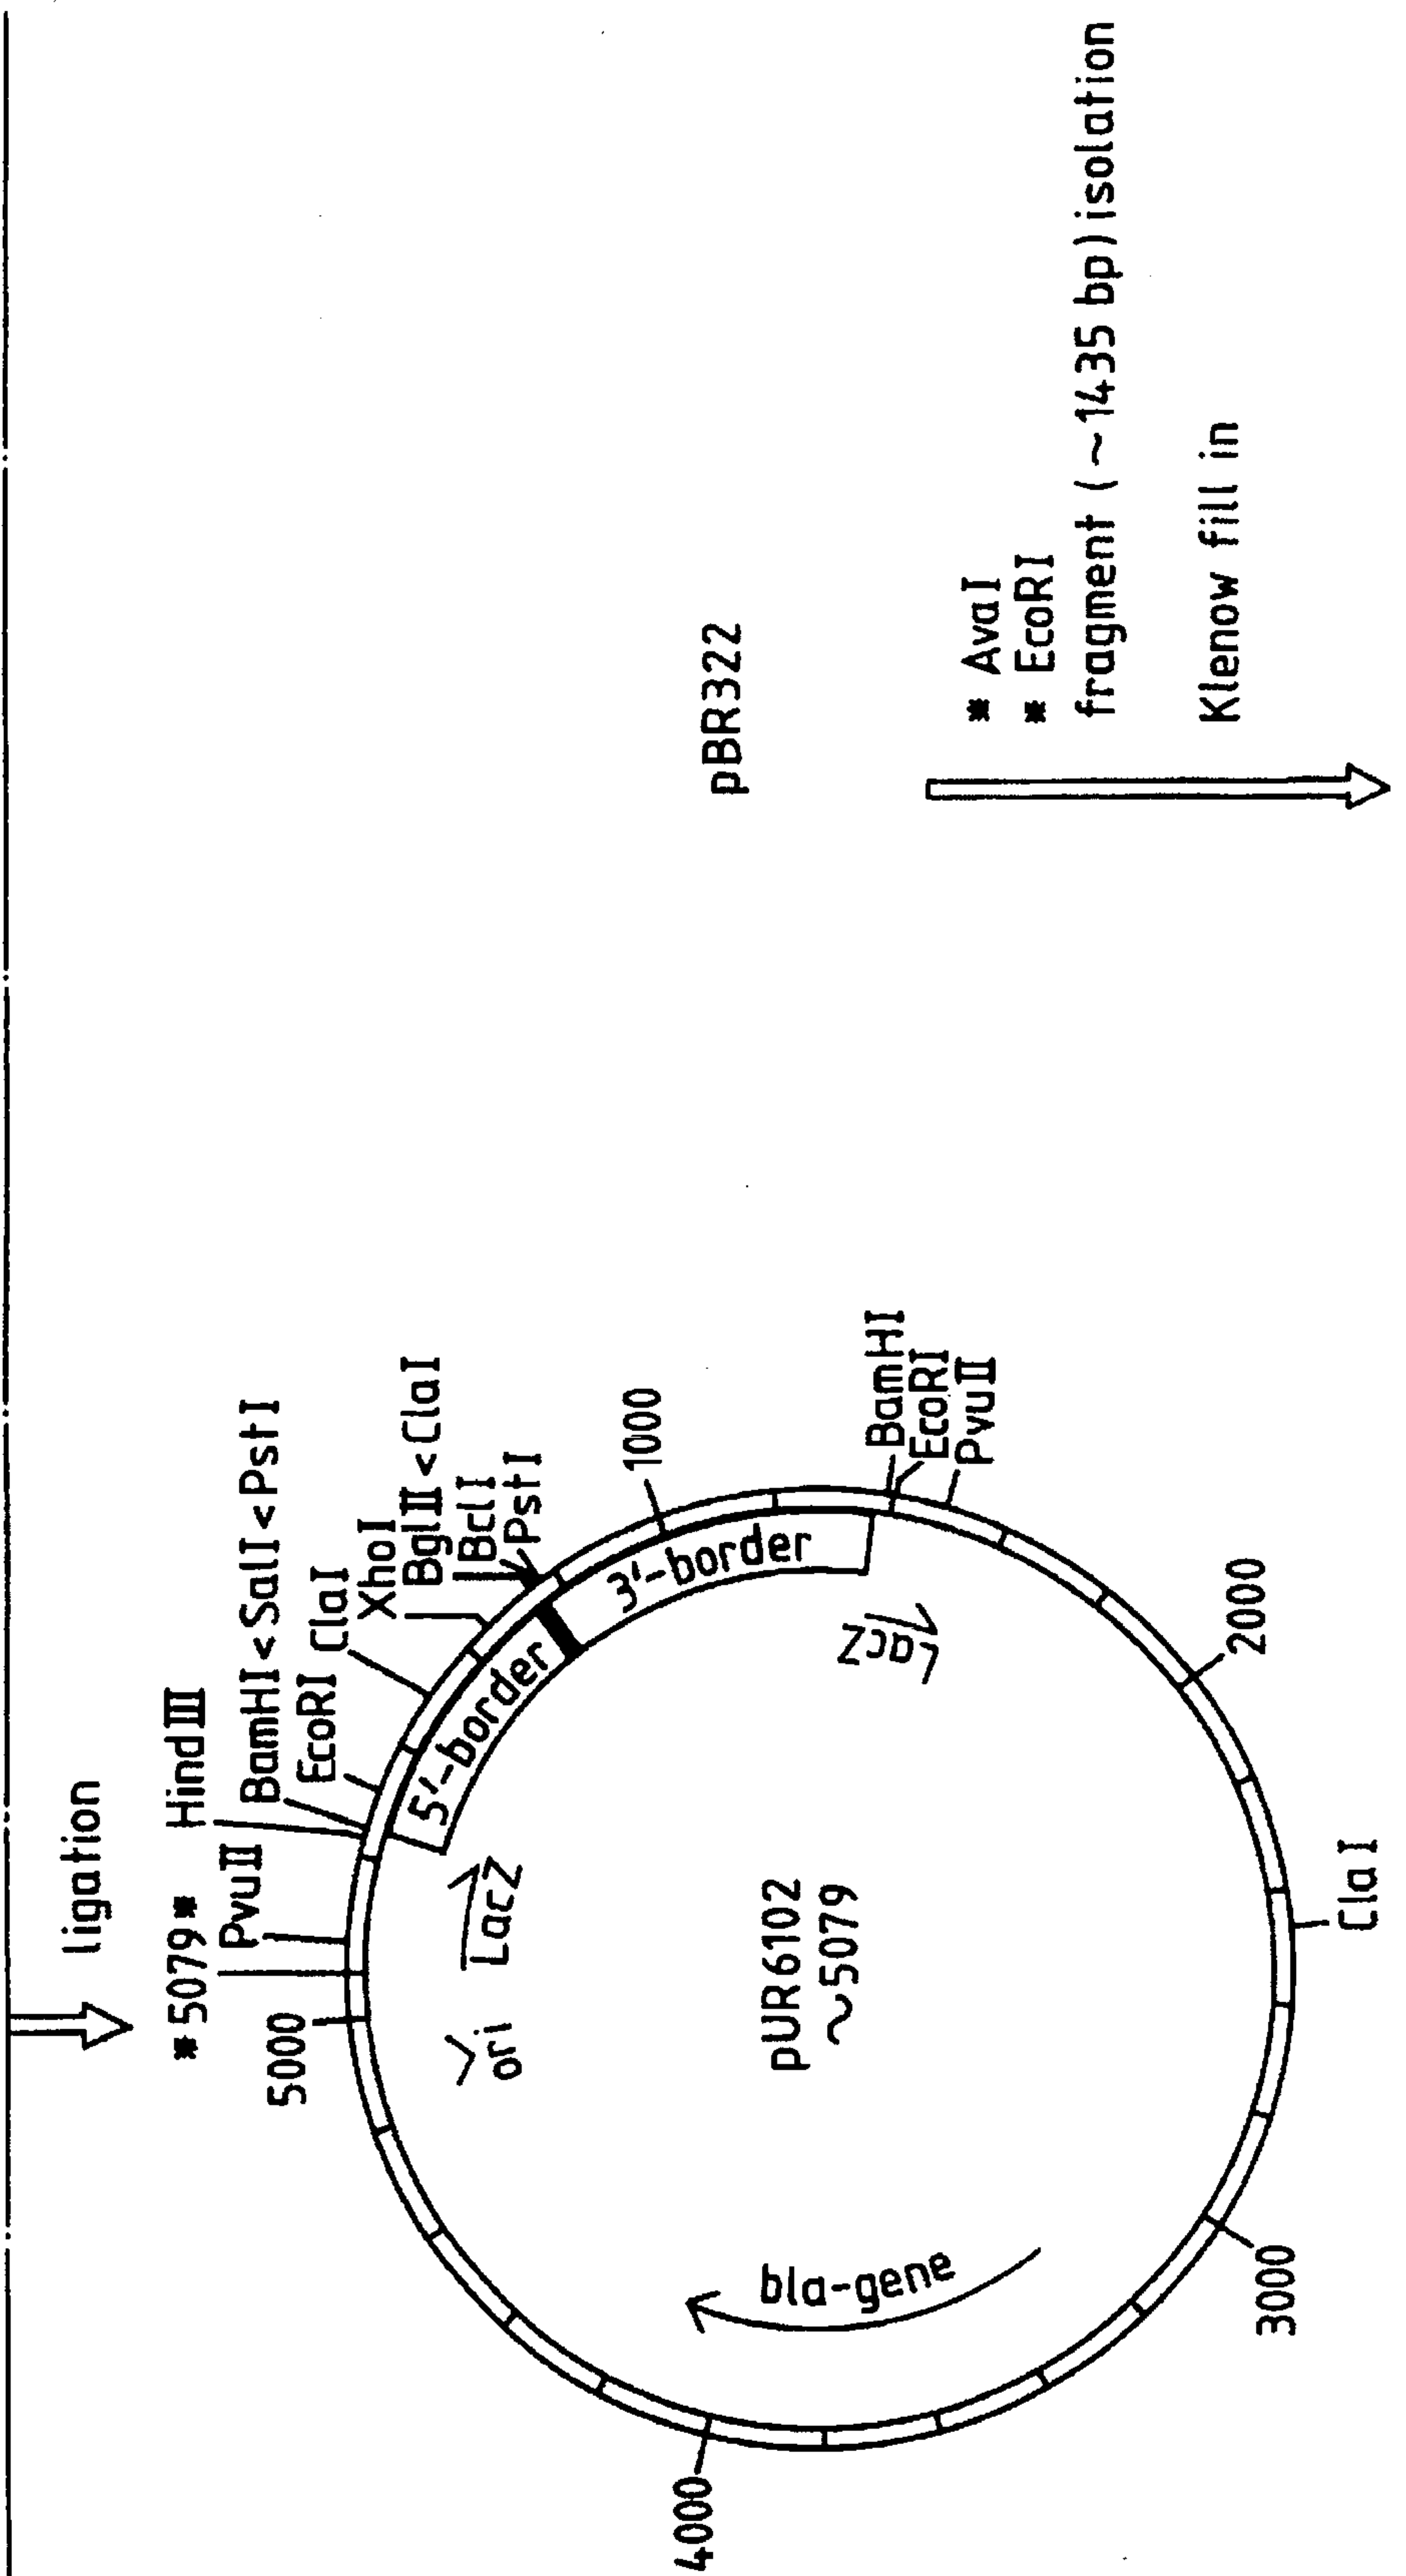 ligation
*5079*
HindIII
PvuII
BamHI<SalI<PstI
5000
EcoRI
ClaI
XhoI
BglII<ClaI
BclI
PstI
1000
5'-border
3'-border
ori
LacZ
LacZ
BamHI
EcoRI
PvuII
pUR6102
~5079
bla-gene
2000
4000
3000
ClaI
pBR322
* AvaI
* EcoRI
fragment (~1435 bp) isolation
Klenow fill in